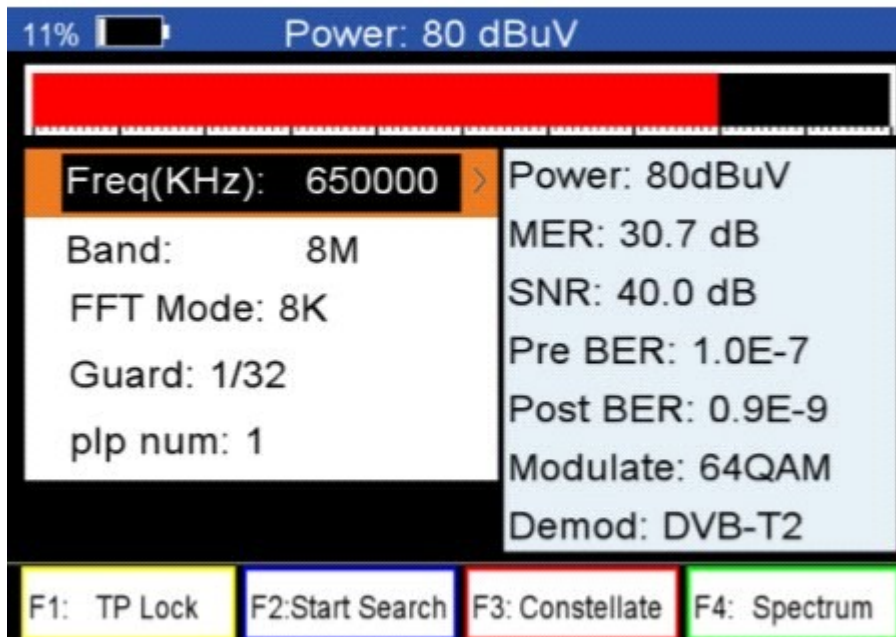 11% Power: 80 dBuV
Freq(KHz): 650000 >
Band: 8M
FFT Mode: 8K
Guard: 1/32
plp num: 1
Power: 80dBuV
MER: 30.7 dB
SNR: 40.0 dB
Pre BER: 1.0E-7
Post BER: 0.9E-9
Modulate: 64QAM
Demod: DVB-T2
F1: TP Lock F2:Start Search F3: Constellate F4: Spectrum